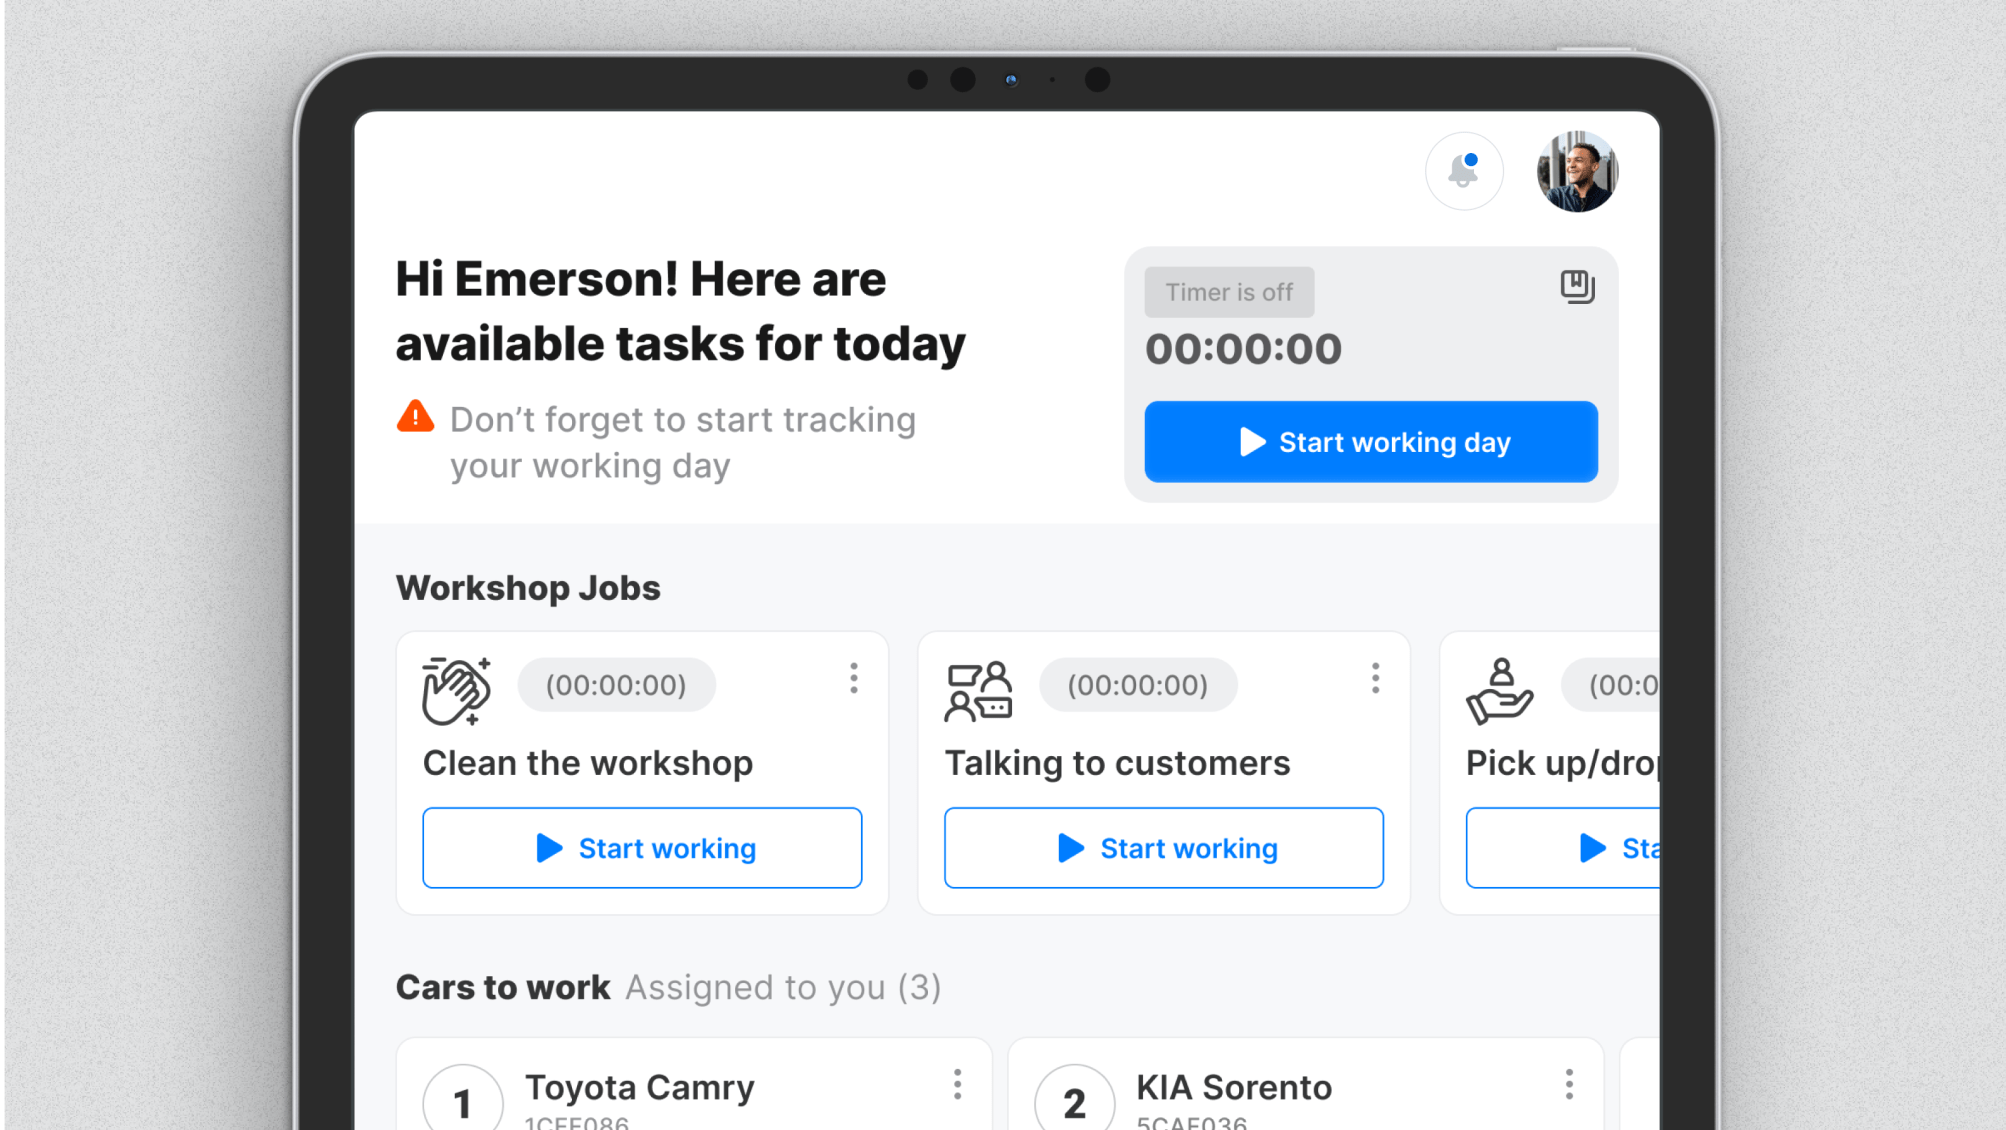 Hi Emerson! Here are
available tasks for today
Don’t forget to start tracking
your working day
Timer is off
00:00:00
Start working day
Workshop Jobs
(00:00:00)
Clean the workshop
Start working
(00:00:00)
Talking to customers
Start working
(00:0
Pick up/dro
Sta
Cars to work Assigned to you (3)
1
Toyota Camry
2
KIA Sorento